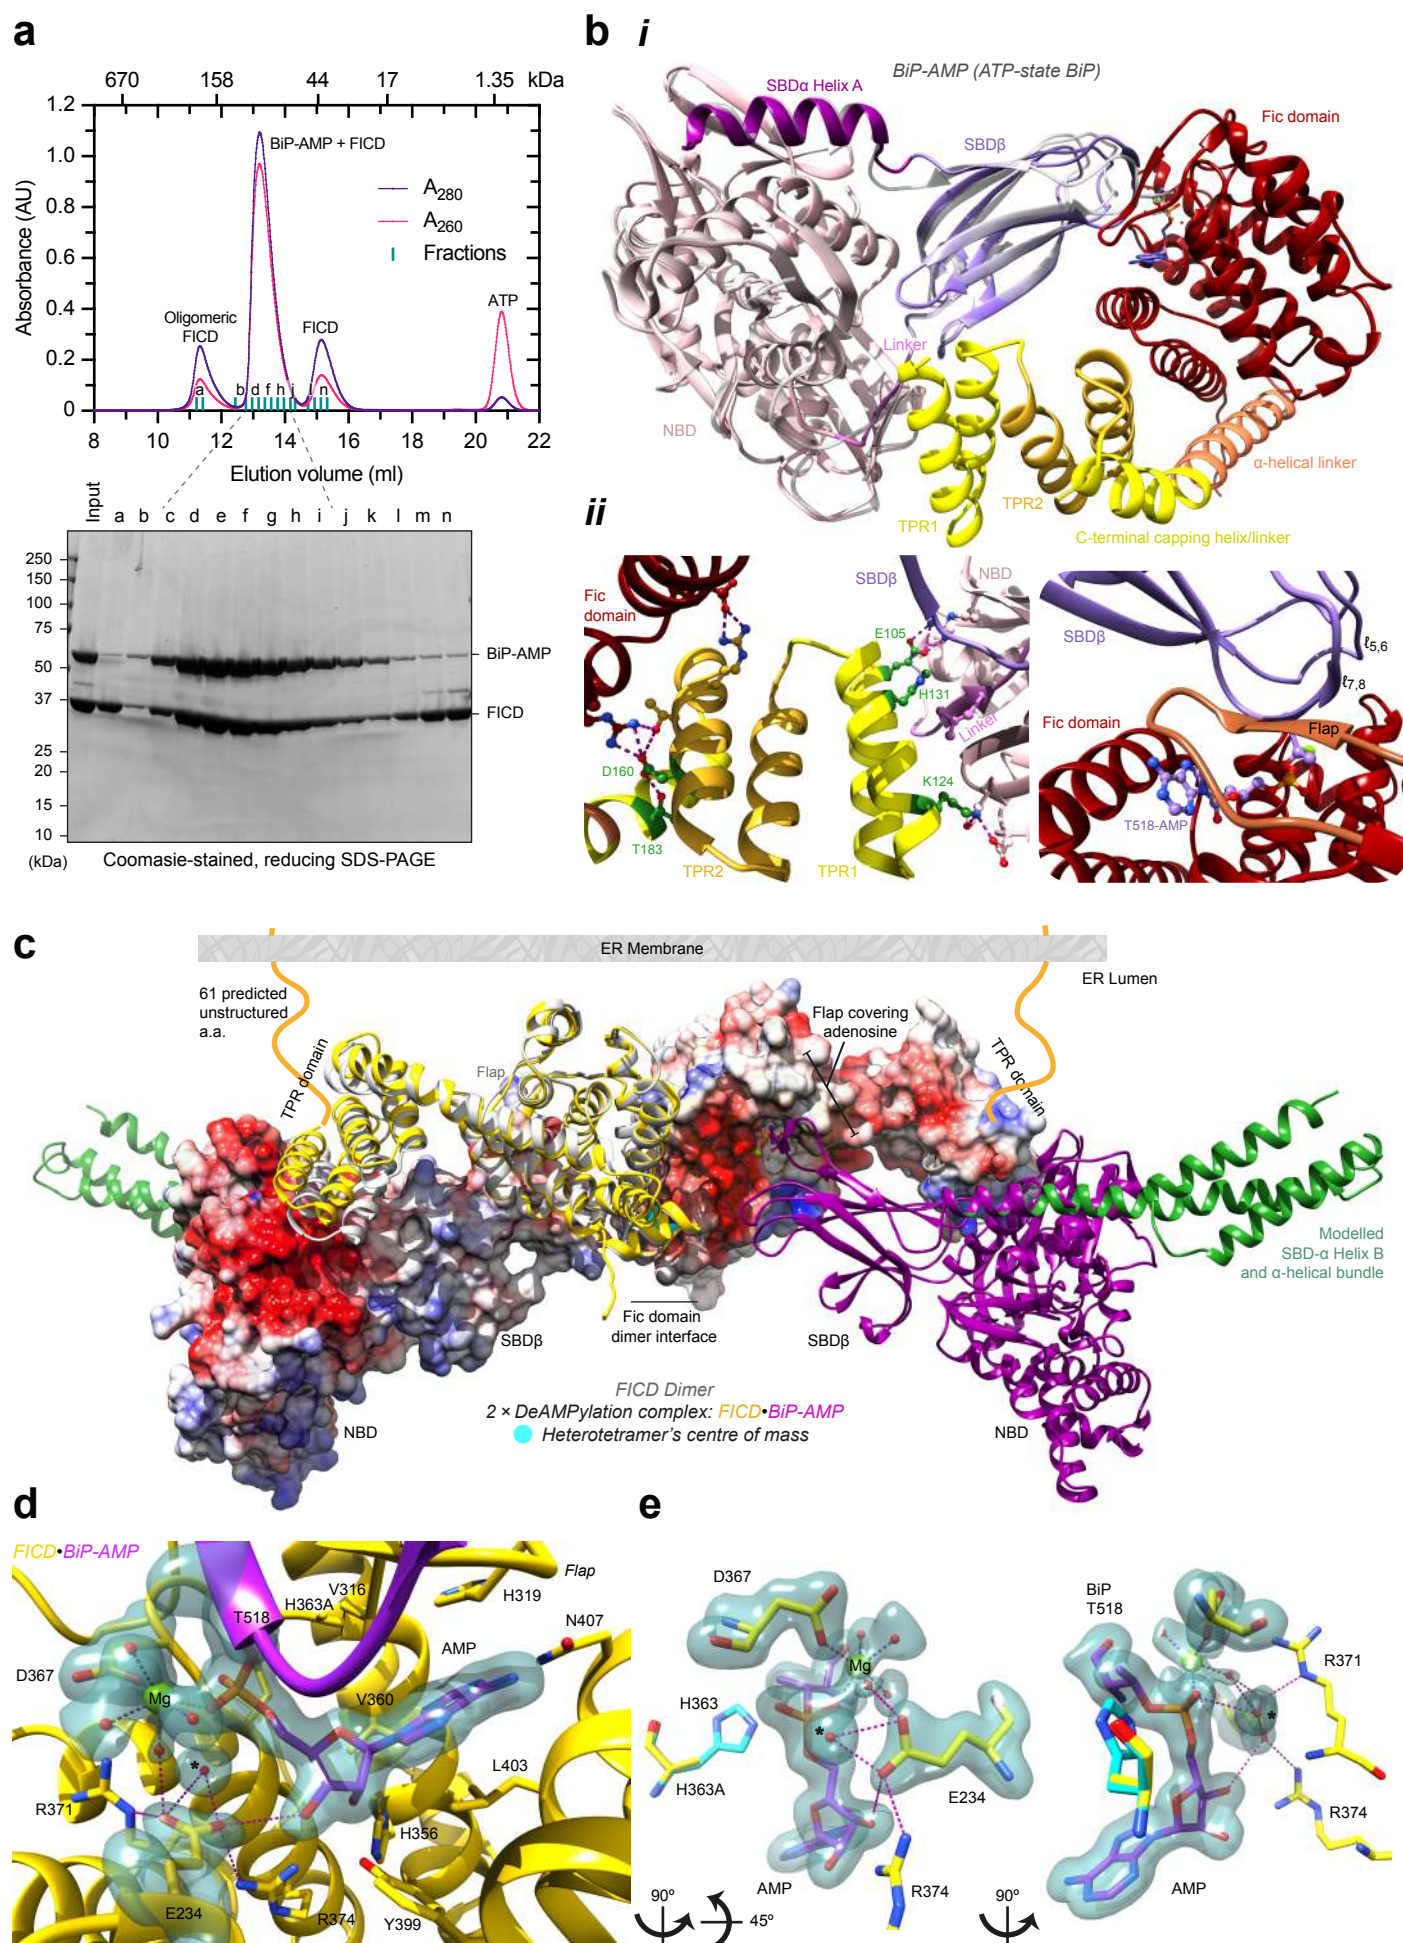 a
670 158 44 17 1.35 kDa
1.2
1.0
0.8
0.6
0.4
0.2
0
Absorbance (AU)
BiP-AMP + FICD
A280
A260
Fractions
Oligomeric
FICD
FICD
ATP
a b d f h j l n
8 10 12 14 16 18 20 22
Elution volume (ml)
Input a b c d e f g h i j k l m n
250
150
100
75
50
37
25
20
15
10
(kDa)
BiP-AMP
FICD
Coomasie-stained, reducing SDS-PAGE
b i
BiP-AMP (ATP-state BiP)
SBDα Helix A
SBDβ
Fic domain
Linker
NBD
α-helical linker
TPR1
TPR2
C-terminal capping helix/linker
ii
Fic
domain
SBDβ
NBD
E105
H131
Linker
D160
K124
T183
TPR2
TPR1
SBDβ
ℓ5,6
ℓ7,8
Fic domain
Flap
T518-AMP
c
ER Membrane
ER Lumen
61 predicted
unstructured
a.a.
TPR domain
Flap
Flap covering
adenosine
TPR domain
Modelled
SBD-α Helix B
and α-helical bundle
Fic domain
dimer interface
SBDβ
SBDβ
NBD
NBD
FICD Dimer
2 × DeAMPylation complex: FICD•BiP-AMP
Heterotetramer's centre of mass
d
FICD•BiP-AMP
V316
H363A
T518
H319
Flap
N407
AMP
D367
Mg
V360
*
L403
R371
H356
E234
R374
Y399
e
D367
Mg
H363
*
H363A
E234
AMP
R374
90º
45º
BiP
T518
R371
*
R374
AMP
90º